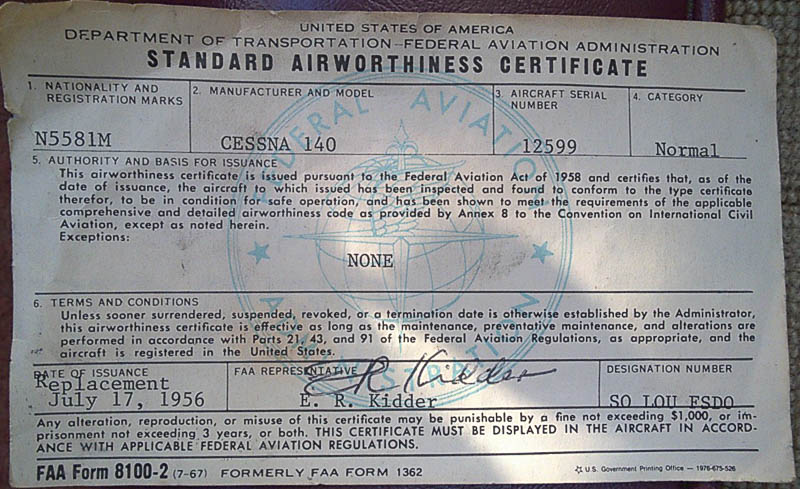 UNITED STATES OF AMERICA
DEPARTMENT OF TRANSPORTATION—FEDERAL AVIATION ADMINISTRATION
STANDARD AIRWORTHINESS CERTIFICATE
1. NATIONALITY AND REGISTRATION MARKS
N5581M
2. MANUFACTURER AND MODEL
CESSNA 140
3. AIRCRAFT SERIAL NUMBER
12599
4. CATEGORY
Normal
5. AUTHORITY AND BASIS FOR ISSUANCE
This airworthiness certificate is issued pursuant to the Federal Aviation Act of 1958 and certifies that, as of the
date of issuance, the aircraft to which issued has been inspected and found to conform to the type certificate
therefor, to be in condition for safe operation, and has been shown to meet the requirements of the applicable
comprehensive and detailed airworthiness code as provided by Annex 8 to the Convention on International Civil
Aviation, except as noted herein.
Exceptions:
NONE
FEDERAL AVIATION ADMINISTRATION
6. TERMS AND CONDITIONS
Unless sooner surrendered, suspended, revoked, or a termination date is otherwise established by the Administrator,
this airworthiness certificate is effective as long as the maintenance, preventative maintenance, and alterations are
performed in accordance with Parts 21, 43, and 91 of the Federal Aviation Regulations, as appropriate, and the
aircraft is registered in the United States.
DATE OF ISSUANCE
Replacement
July 17, 1956
FAA REPRESENTATIVE
E R Kidder
E. R. Kidder
DESIGNATION NUMBER
SO LOU FSDO
Any alteration, reproduction, or misuse of this certificate may be punishable by a fine not exceeding $1,000, or im-
prisonment not exceeding 3 years, or both. THIS CERTIFICATE MUST BE DISPLAYED IN THE AIRCRAFT IN ACCORD-
ANCE WITH APPLICABLE FEDERAL AVIATION REGULATIONS.
FAA Form 8100-2 (7-67) FORMERLY FAA FORM 1362
☆ U.S. Government Printing Office — 1976-675-526